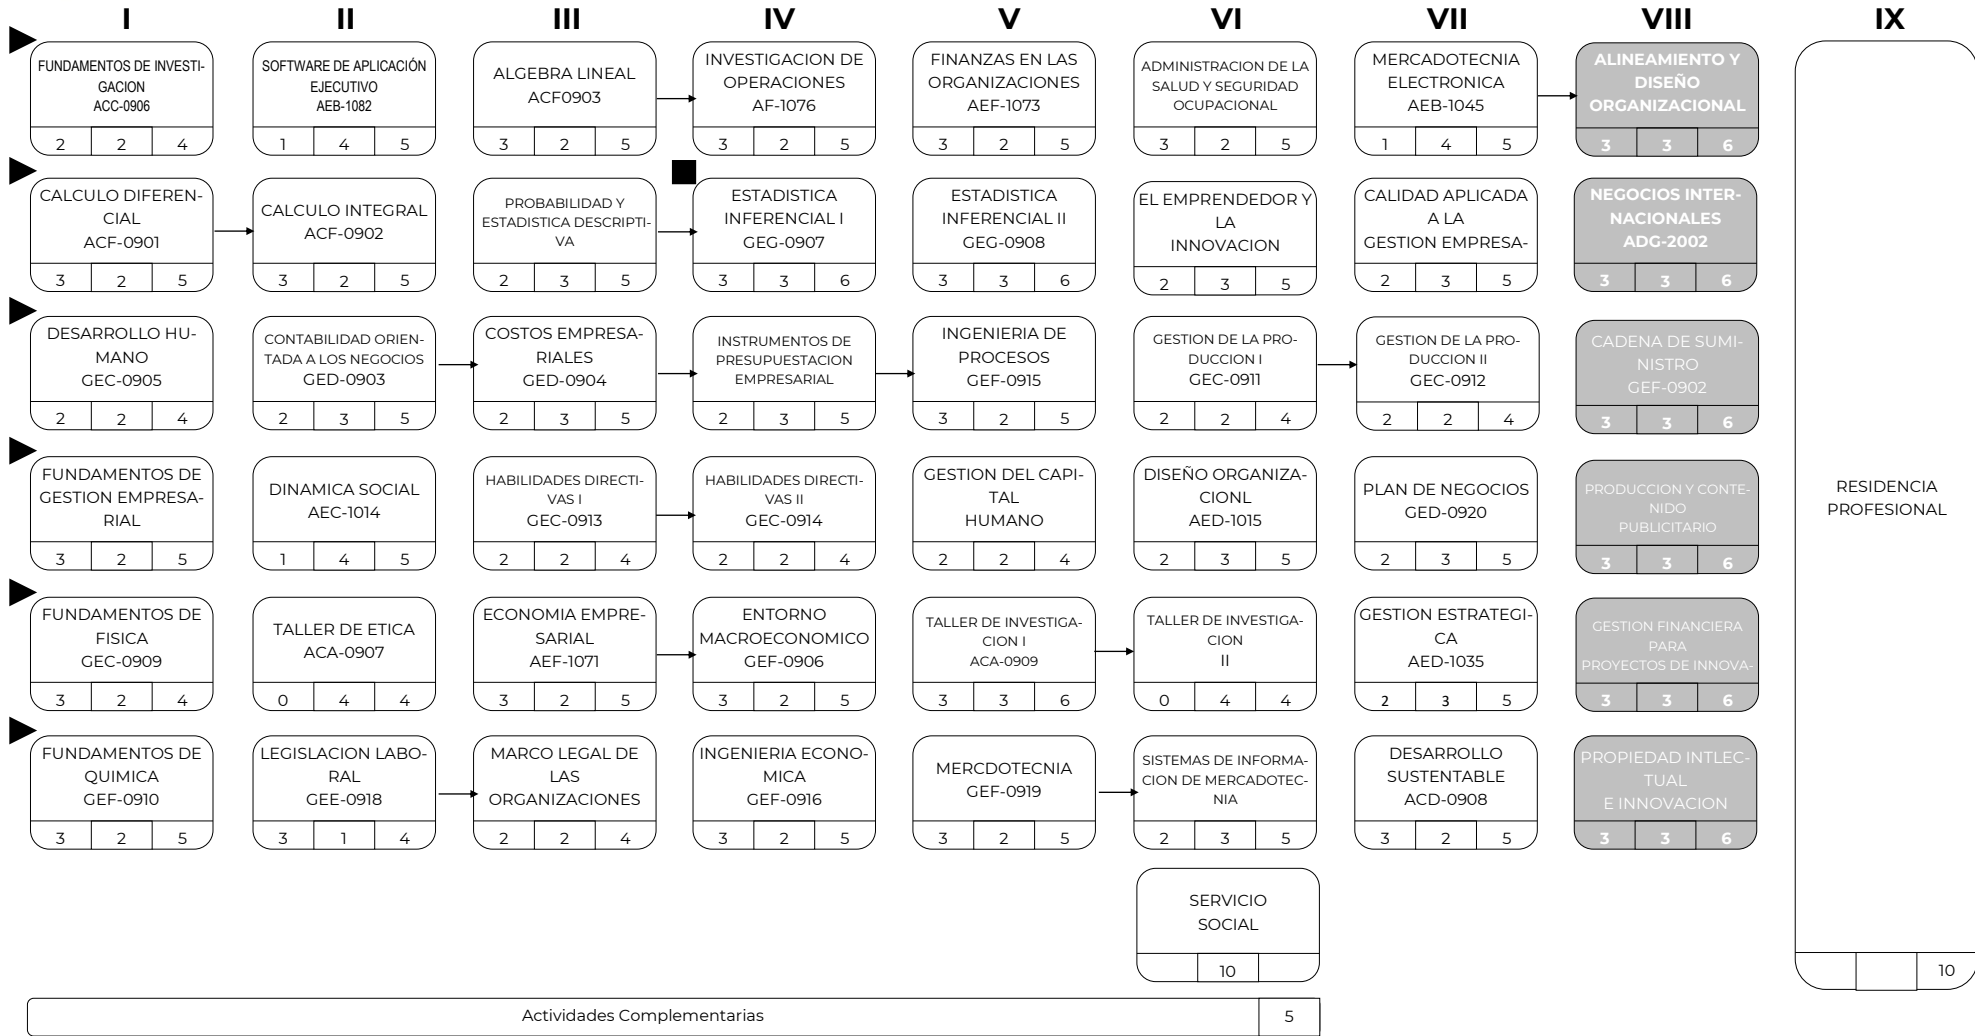 I II III IV V VI VII VIII IX
FUNDAMENTOS DE INVESTI-
GACION
ACC-0906
2 2 4
SOFTWARE DE APLICACIÓN
EJECUTIVO
AEB-1082
1 4 5
ALGEBRA LINEAL
ACF0903
3 2 5
INVESTIGACION DE
OPERACIONES
AF-1076
3 2 5
FINANZAS EN LAS
ORGANIZACIONES
AEF-1073
3 2 5
ADMINISTRACION DE LA
SALUD Y SEGURIDAD
OCUPACIONAL
3 2 5
MERCADOTECNIA
ELECTRONICA
AEB-1045
1 4 5
ALINEAMIENTO Y
DISEÑO
ORGANIZACIONAL
3 3 6
CALCULO DIFEREN-
CIAL
ACF-0901
3 2 5
CALCULO INTEGRAL
ACF-0902
3 2 5
PROBABILIDAD Y
ESTADISTICA DESCRIPTI-
VA
2 3 5
ESTADISTICA
INFERENCIAL I
GEG-0907
3 3 6
ESTADISTICA
INFERENCIAL II
GEG-0908
3 3 6
EL EMPRENDEDOR Y
LA
INNOVACION
2 3 5
CALIDAD APLICADA
A LA
GESTION EMPRESA-
2 3 5
NEGOCIOS INTER-
NACIONALES
ADG-2002
3 3 6
DESARROLLO HU-
MANO
GEC-0905
2 2 4
CONTABILIDAD ORIEN-
TADA A LOS NEGOCIOS
GED-0903
2 3 5
COSTOS EMPRESA-
RIALES
GED-0904
2 3 5
INSTRUMENTOS DE
PRESUPUESTACION
EMPRESARIAL
2 3 5
INGENIERIA DE
PROCESOS
GEF-0915
3 2 5
GESTION DE LA PRO-
DUCCION I
GEC-0911
2 2 4
GESTION DE LA PRO-
DUCCION II
GEC-0912
2 2 4
CADENA DE SUMI-
NISTRO
GEF-0902
3 3 6
FUNDAMENTOS DE
GESTION EMPRESA-
RIAL
3 2 5
DINAMICA SOCIAL
AEC-1014
1 4 5
HABILIDADES DIRECTI-
VAS I
GEC-0913
2 2 4
HABILIDADES DIRECTI-
VAS II
GEC-0914
2 2 4
GESTION DEL CAPI-
TAL
HUMANO
2 2 4
DISEÑO ORGANIZA-
CIONL
AED-1015
2 3 5
PLAN DE NEGOCIOS
GED-0920
2 3 5
PRODUCCION Y CONTE-
NIDO
PUBLICITARIO
3 3 6
RESIDENCIA
PROFESIONAL
10
FUNDAMENTOS DE
FISICA
GEC-0909
3 2 4
TALLER DE ETICA
ACA-0907
0 4 4
ECONOMIA EMPRE-
SARIAL
AEF-1071
3 2 5
ENTORNO
MACROECONOMICO
GEF-0906
3 2 5
TALLER DE INVESTIGA-
CION I
ACA-0909
3 3 6
TALLER DE INVESTIGA-
CION
II
0 4 4
GESTION ESTRATEGI-
CA
AED-1035
2 3 5
GESTION FINANCIERA
PARA
PROYECTOS DE INNOVA-
3 3 6
FUNDAMENTOS DE
QUIMICA
GEF-0910
3 2 5
LEGISLACION LABO-
RAL
GEE-0918
3 1 4
MARCO LEGAL DE
LAS
ORGANIZACIONES
2 2 4
INGENIERIA ECONO-
MICA
GEF-0916
3 2 5
MERCDOTECNIA
GEF-0919
3 2 5
SISTEMAS DE INFORMA-
CION DE MERCADOTEC-
NIA
2 3 5
DESARROLLO
SUSTENTABLE
ACD-0908
3 2 5
PROPIEDAD INTLEC-
TUAL
E INNOVACION
3 3 6
SERVICIO
SOCIAL
10
Actividades Complementarias 5